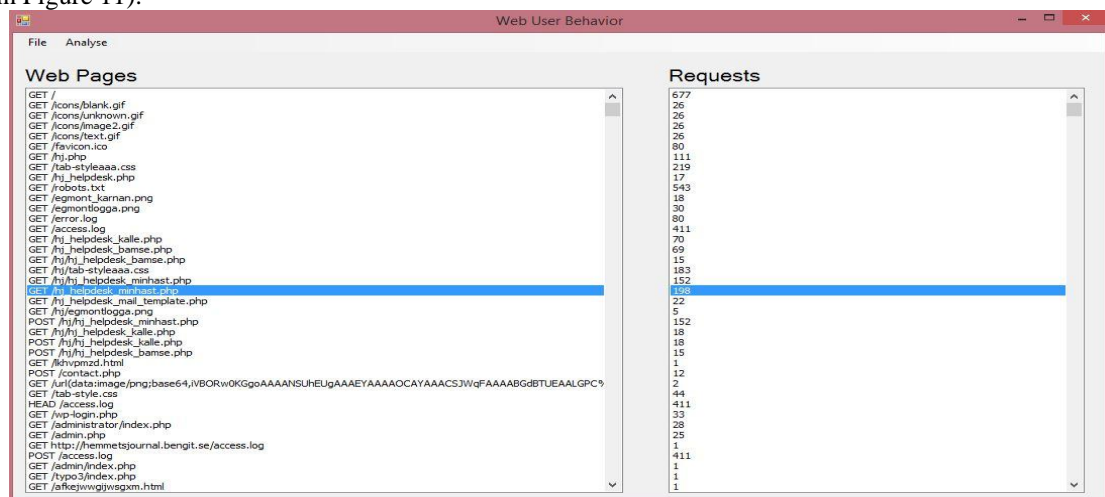 in Figure 11).
Web User Behavior
File Analyse
Web Pages
GET /
GET /icons/blank.gif
GET /icons/unknown.gif
GET /icons/image2.gif
GET /icons/text.gif
GET /favicon.ico
GET /hj.php
GET /tab-styleaaa.css
GET /hj_helpdesk.php
GET /robots.txt
GET /egmont_karnan.png
GET /egmontlogga.png
GET /error.log
GET /access.log
GET /hj_helpdesk_kalle.php
GET /hj_helpdesk_bamse.php
GET /hj/hj_helpdesk_bamse.php
GET /hj/tab-styleaaa.css
GET /hj/hj_helpdesk_minhast.php
GET /hj_helpdesk_minhast.php
GET /hj_helpdesk_mail_template.php
GET /hj/egmontlogga.png
POST /hj/hj_helpdesk_minhast.php
GET /hj/hj_helpdesk_kalle.php
POST /hj/hj_helpdesk_kalle.php
POST /hj/hj_helpdesk_bamse.php
GET /lkhvpmzd.html
POST /contact.php
GET /url(data:image/png;base64,iVBORw0KGgoAAAANSUhEUgAAAEYAAAAOCAYAAACSJWqFAAAABGdBTUEAALGPC%
GET /tab-style.css
HEAD /access.log
GET /wp-login.php
GET /administrator/index.php
GET /admin.php
GET http://hemmetsjournal.bengit.se/access.log
POST /access.log
GET /admin/index.php
GET /typo3/index.php
GET /afkejwwgijwsgxm.html
Requests
677
26
26
26
26
80
111
219
17
543
18
30
80
411
70
69
15
183
152
198
22
5
152
18
18
15
1
12
2
44
411
33
28
25
1
411
1
1
1